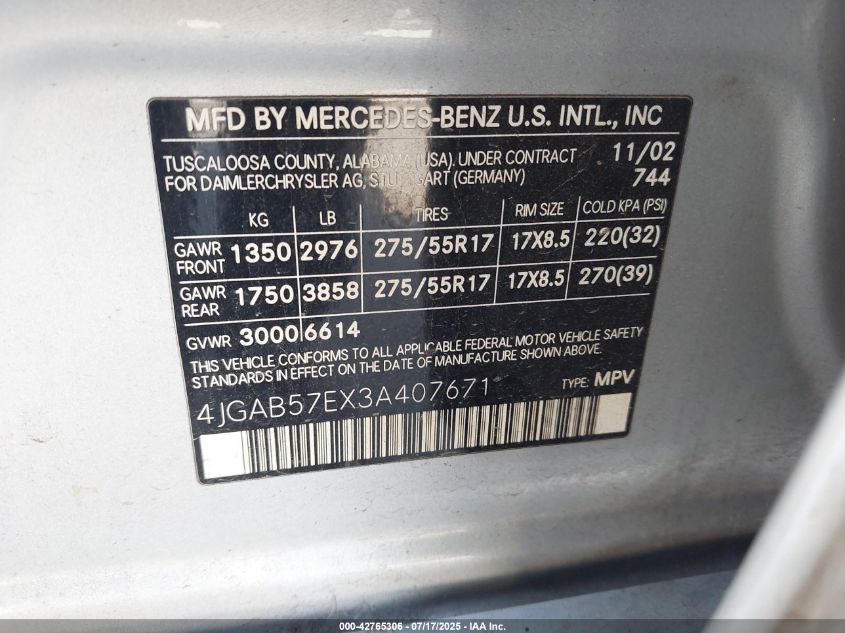 MFD BY MERCEDES-BENZ U.S. INTL., INC
TUSCALOOSA COUNTY, ALABAMA (USA). UNDER CONTRACT 11/02
FOR DAIMLERCHRYSLER AG, (GERMANY) 744
KG LB TIRES RIM SIZE COLD KPA (PSI)
GAWR FRONT 1350 2976 275/55R17 17X8.5 220(32)
GAWR REAR 1750 3858 275/55R17 17X8.5 270(39)
GVWR 3000 6614
THIS VEHICLE CONFORMS TO ALL APPLICABLE FEDERAL MOTOR VEHICLE SAFETY
STANDARDS IN EFFECT ON THE DATE OF MANUFACTURE SHOWN ABOVE.
4JGAB57EX3A407671 TYPE: MPV
000-42765306 / 07/17/2025 - IAA Inc.